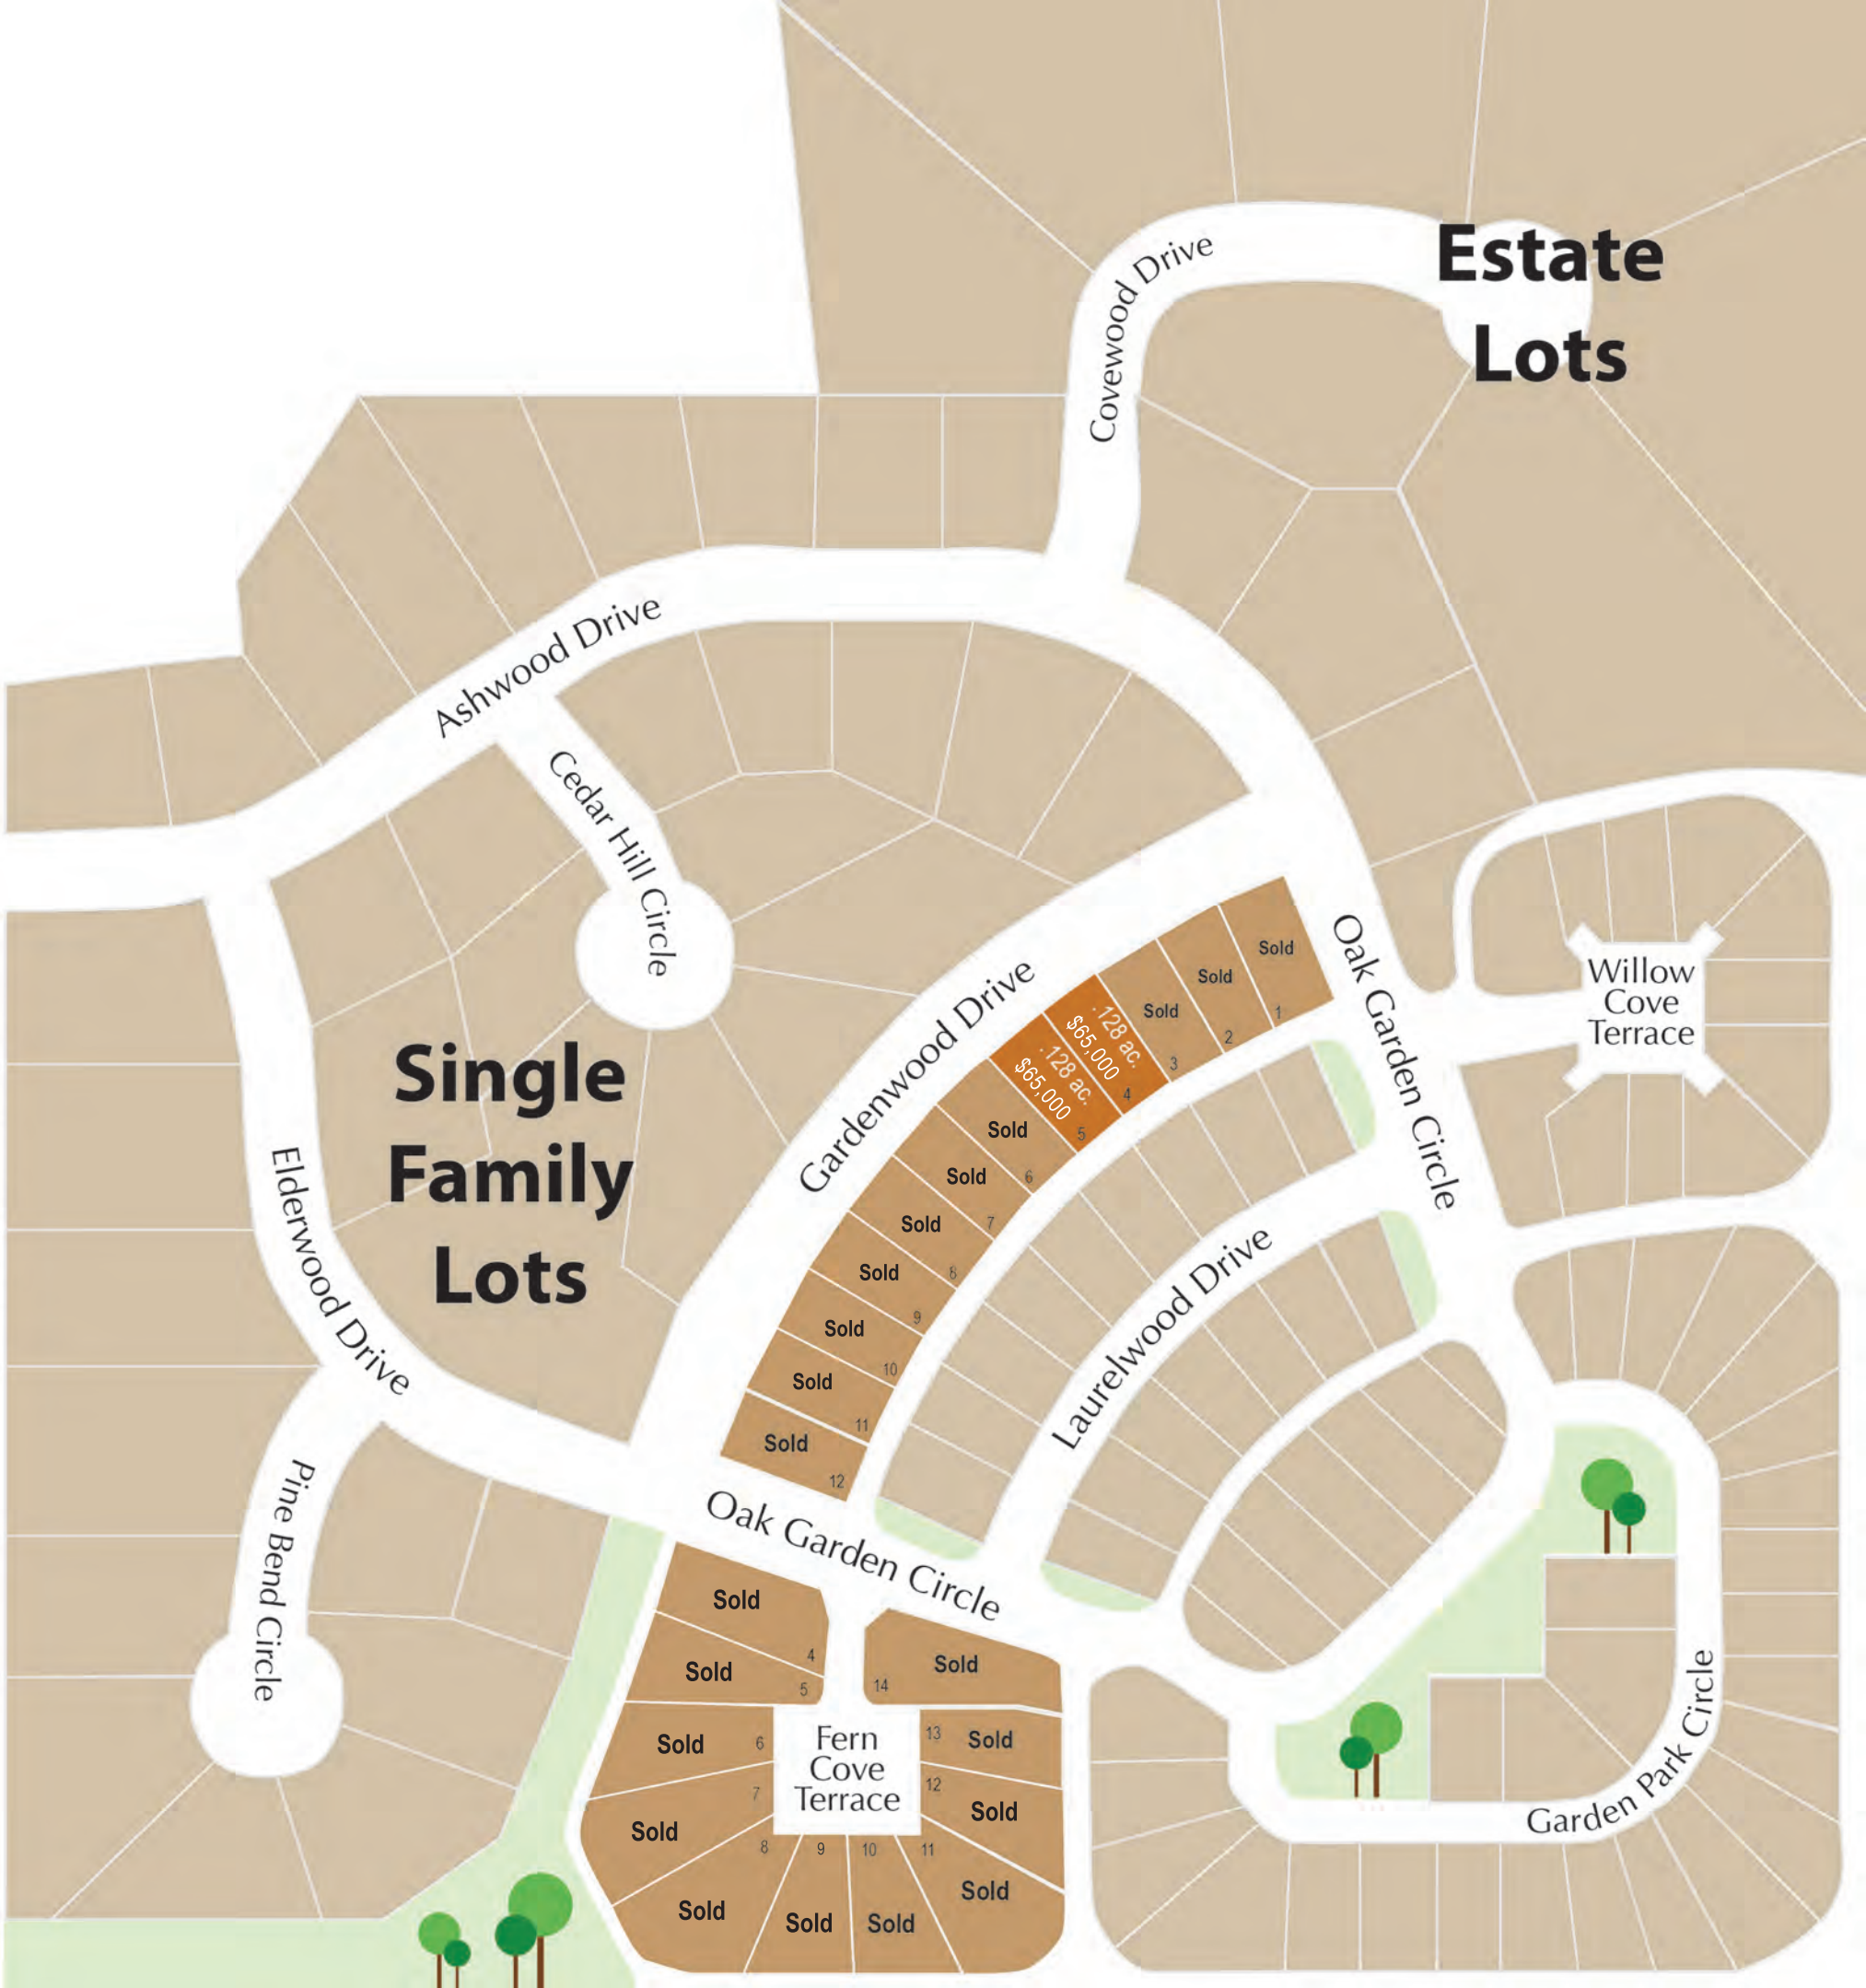 Estate
Lots
Covewood Drive
Ashwood Drive
Cedar Hill Circle
Oak Garden Circle
Willow
Cove
Terrace
Gardenwood Drive
Sold
1
Sold
2
Sold
3
.128 ac.
$65,000
4
.128 ac.
$65,000
5
Sold
6
Sold
7
Sold
8
Sold
9
Sold
10
Sold
11
Sold
12
Single
Family
Lots
Elderwood Drive
Laurelwood Drive
Pine Bend Circle
Oak Garden Circle
Sold
4
Sold
5
Sold
14
Sold
6
Fern
Cove
Terrace
13
Sold
Sold
7
12
Sold
Sold
8
Sold
9
Sold
10
Sold
11
Garden Park Circle